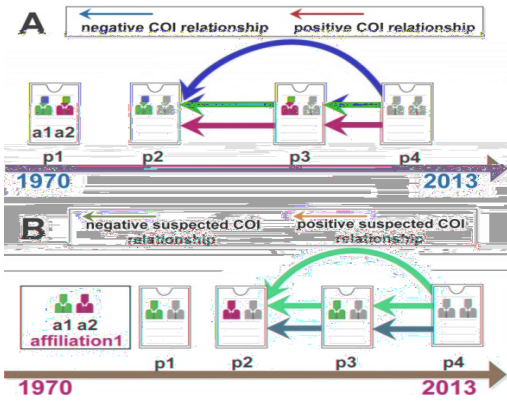 A
negative COI relationship positive COI relationship
a1 a2
p1 p2 p3 p4
1970 2013
B
negative suspected COI relationship positive suspected COI relationship
a1 a2
affiliation1
p1 p2 p3 p4
1970 2013